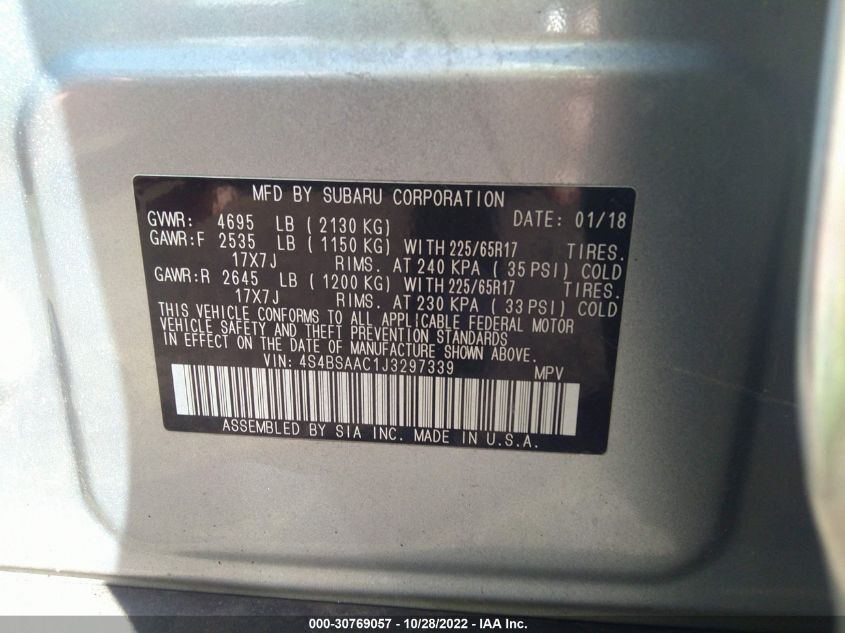 MFD BY SUBARU CORPORATION
GVWR: 4695 LB ( 2130 KG) DATE: 01/18
GAWR:F 2535 LB ( 1150 KG) WITH 225/65R17 TIRES.
17X7J RIMS. AT 240 KPA ( 35 PSI) COLD
GAWR:R 2645 LB ( 1200 KG) WITH 225/65R17 TIRES.
17X7J RIMS. AT 230 KPA ( 33 PSI) COLD
THIS VEHICLE CONFORMS TO ALL APPLICABLE FEDERAL MOTOR
VEHICLE SAFETY AND THEFT PREVENTION STANDARDS
IN EFFECT ON THE DATE OF MANUFACTURE SHOWN ABOVE.
VIN: 4S4BSAAC1J3297339 MPV
ASSEMBLED BY SIA INC. MADE IN U.S.A.
000-30769057 - 10/28/2022 - IAA Inc.